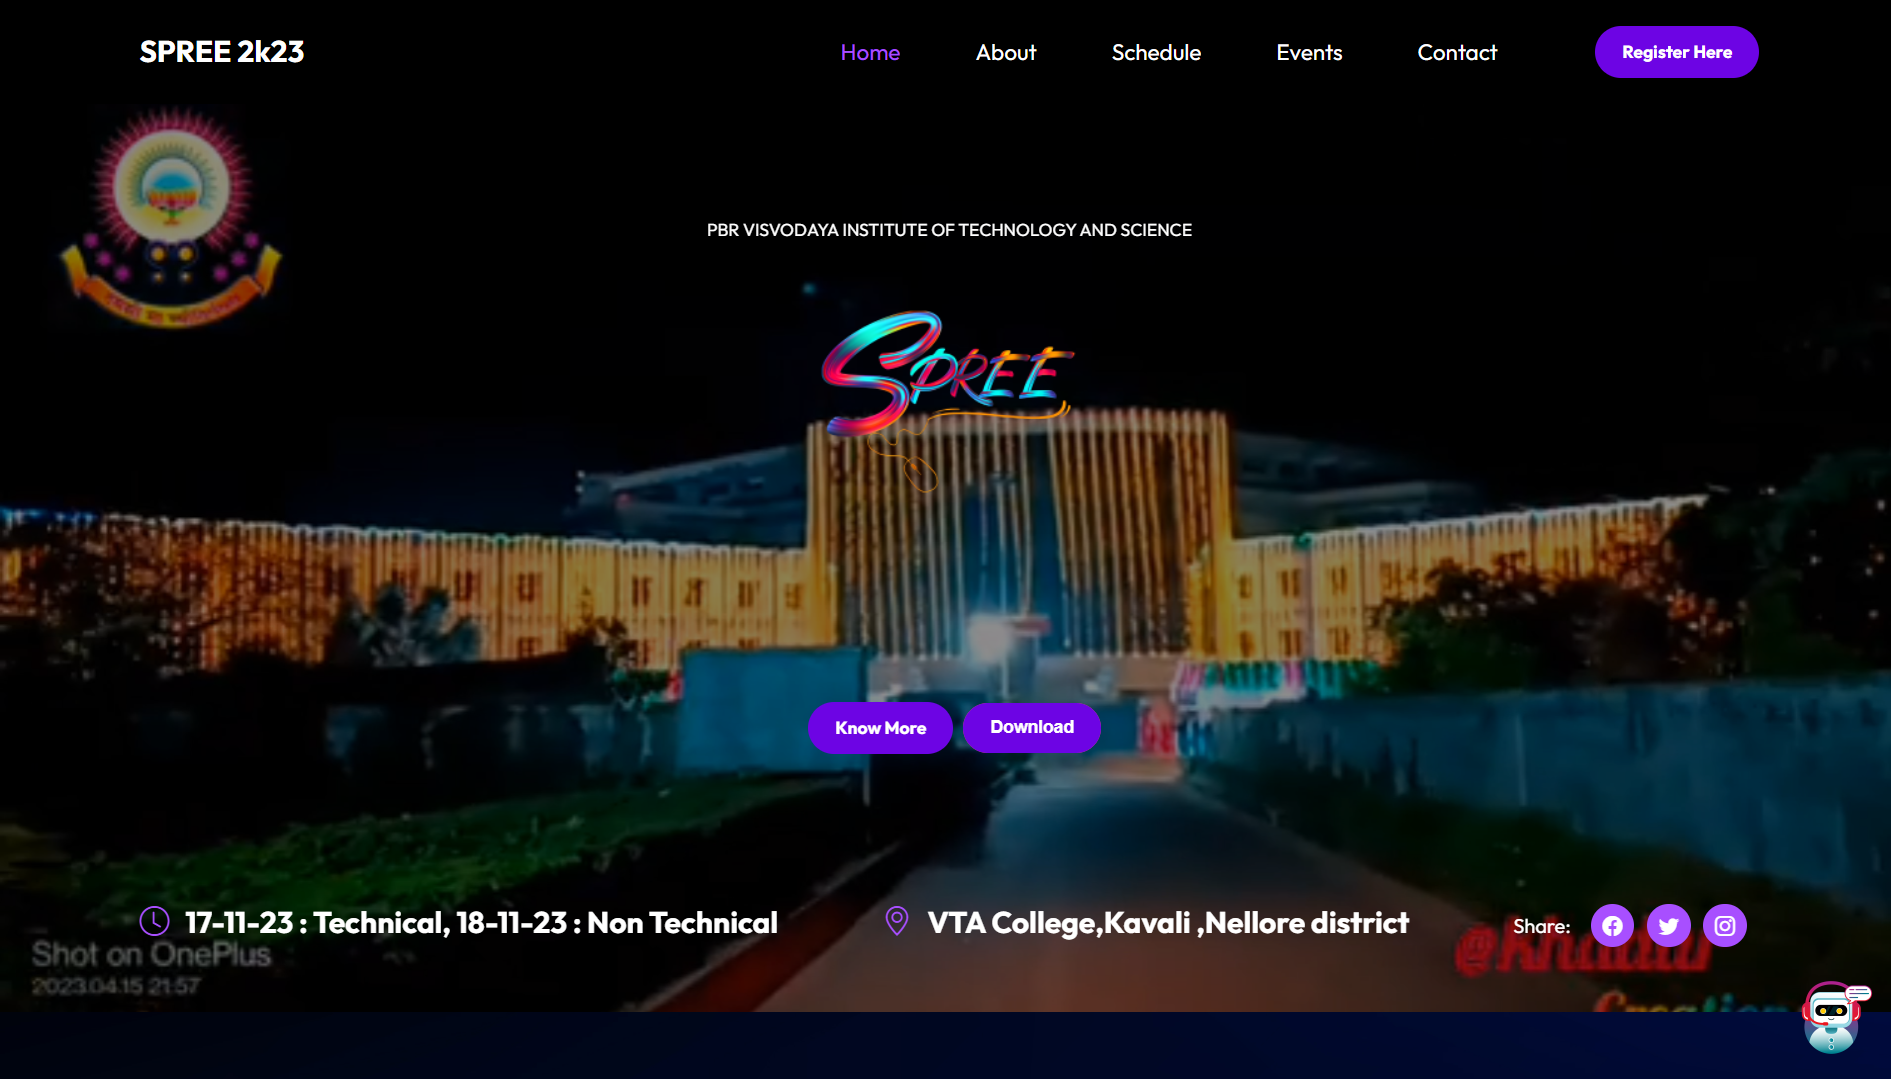 SPREE 2k23
Home
About
Schedule
Events
Contact
Register Here
PBR VISVODAYA INSTITUTE OF TECHNOLOGY AND SCIENCE
SPREE
Know More
Download
17-11-23 : Technical, 18-11-23 : Non Technical
VTA College,Kavali ,Nellore district
Share:
Shot on OnePlus
2023.04.15 21:57